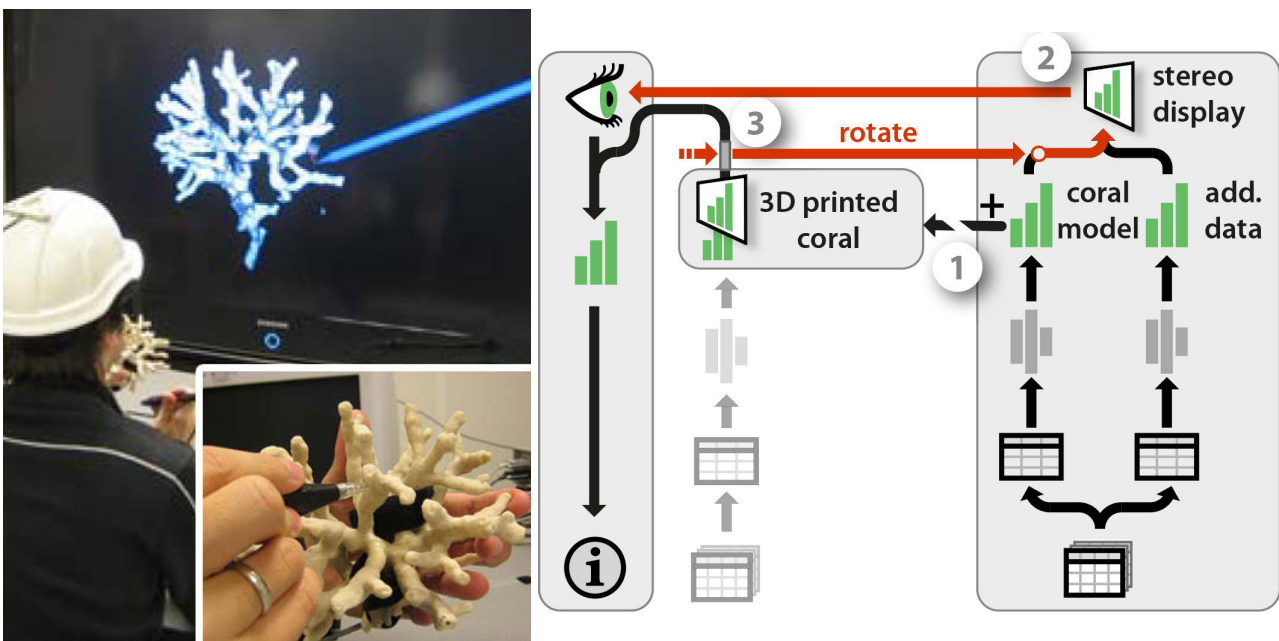 2
stereo
display
3
rotate
3D printed
coral
+
coral
model
add.
data
1
i